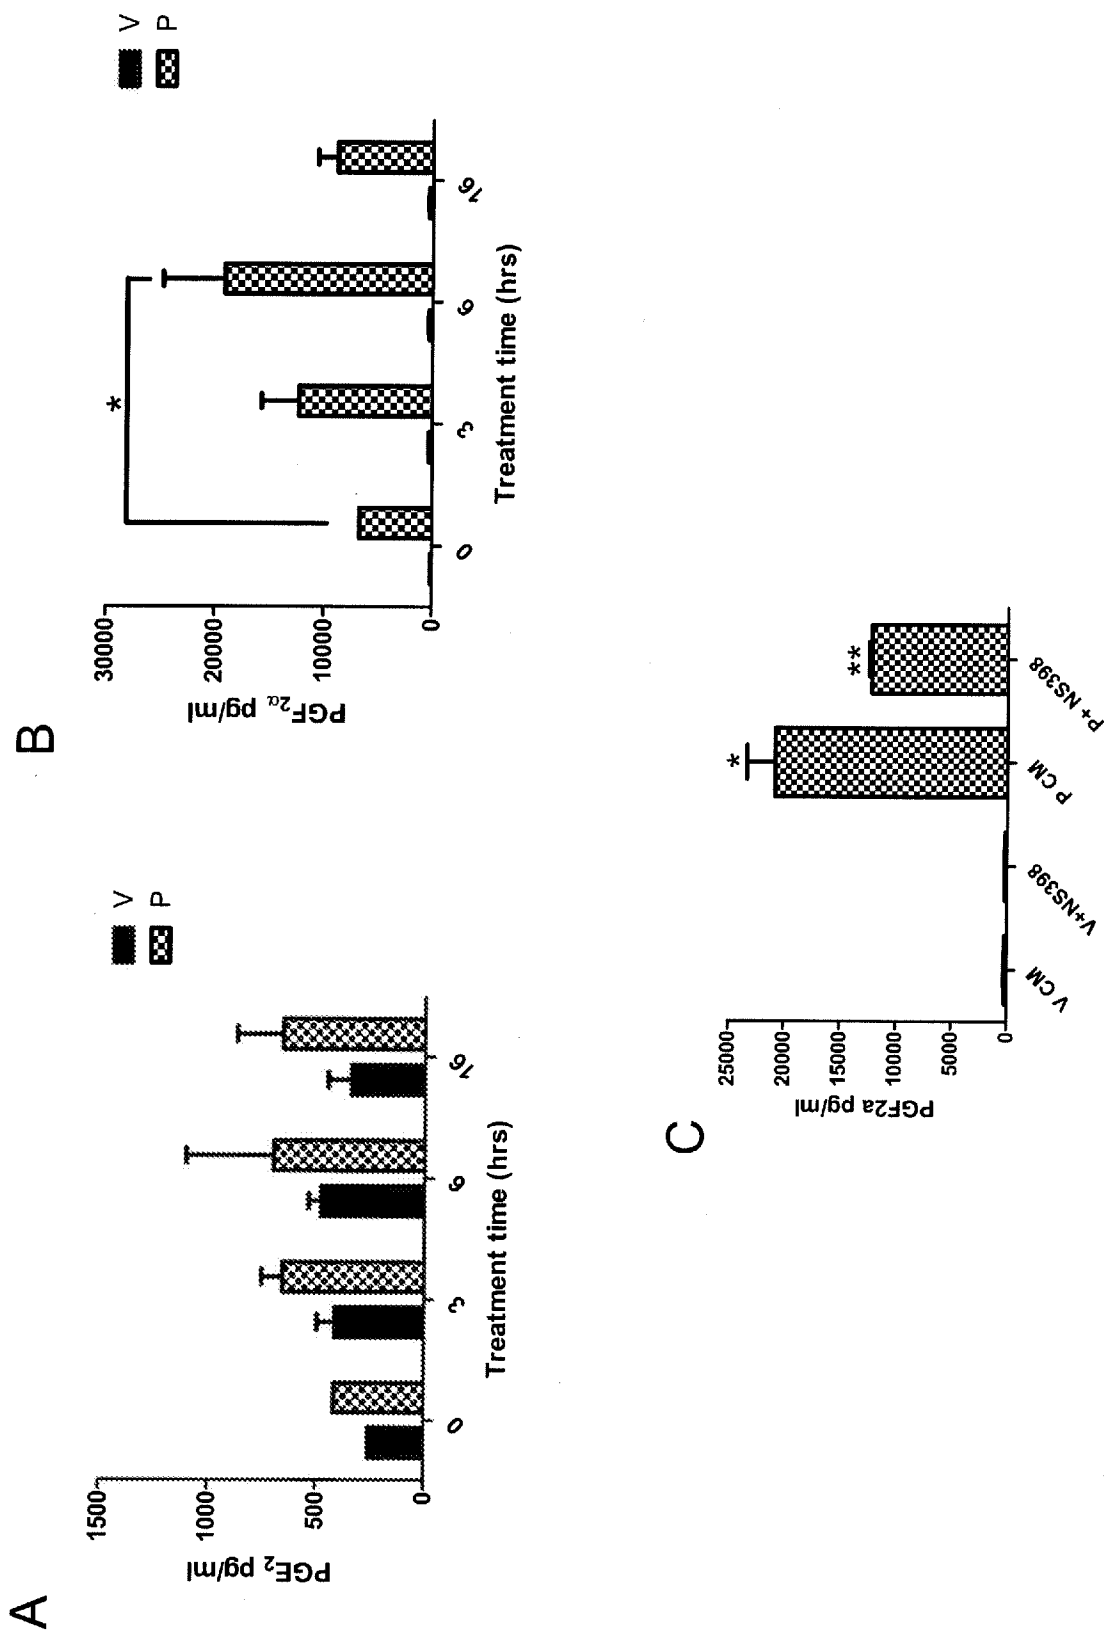 A
PGE2 pg/ml
1500
1000
500
0
0
3
6
16
Treatment time (hrs)
V
P
B
PGF2α pg/ml
30000
20000
10000
0
*
0
3
6
16
Treatment time (hrs)
V
P
C
PGF2a pg/ml
25000
20000
15000
10000
5000
0
*
**
V CM
V+NS398
P CM
P+ NS398